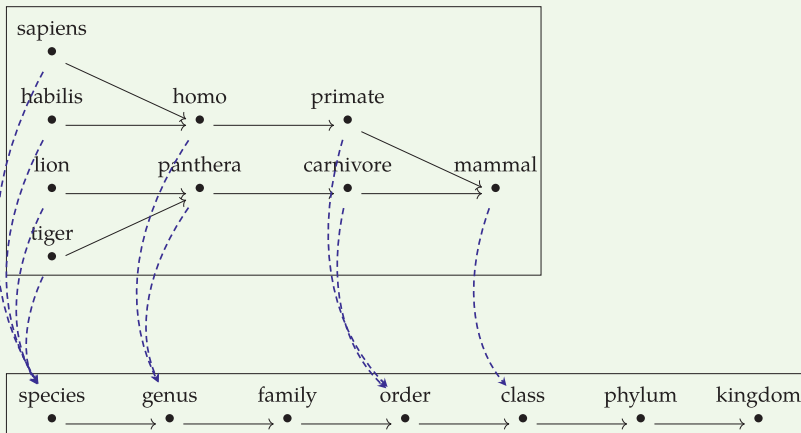 sapiens
habilis homo primate
lion panthera carnivore mammal
tiger
species genus family order class phylum kingdom